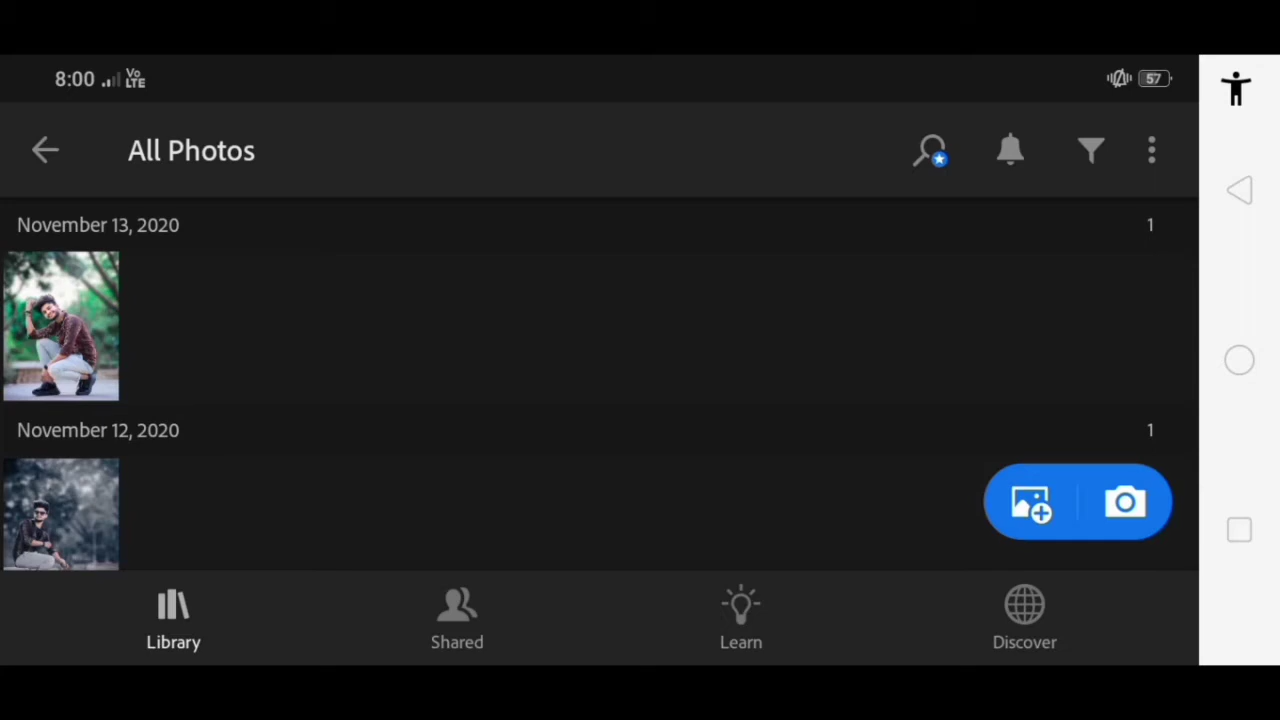 8:00 Vo LTE 57
All Photos
November 13, 2020 1
November 12, 2020 1
Library Shared Learn Discover